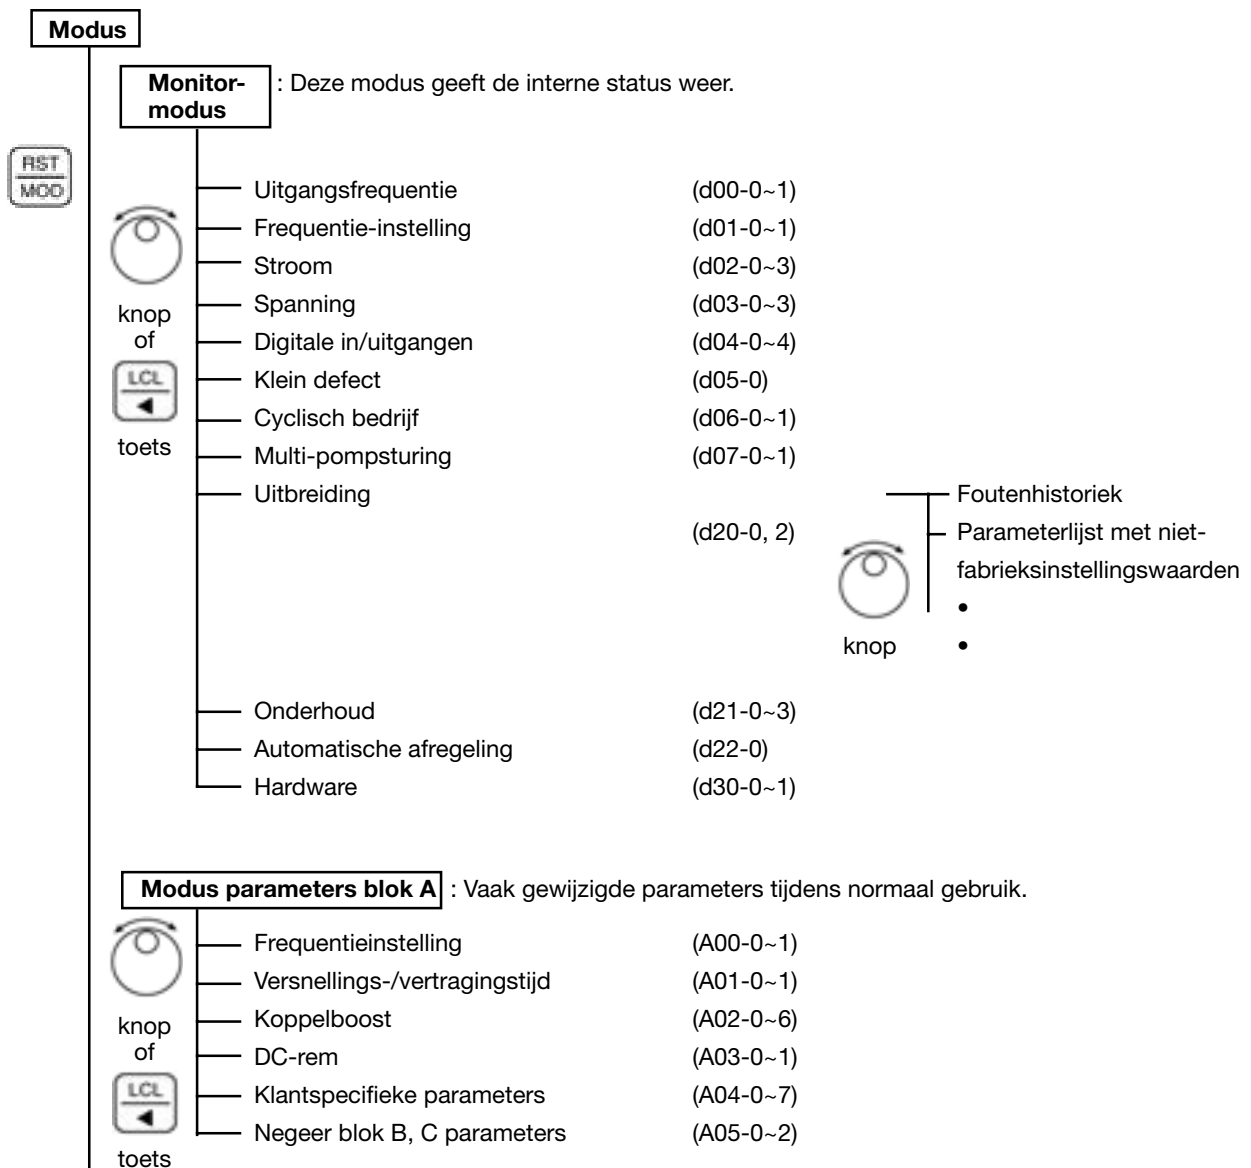 Modus
Monitor-
modus
: Deze modus geeft de interne status weer.
RST
MOD
Uitgangsfrequentie (d00-0~1)
Frequentie-instelling (d01-0~1)
Stroom (d02-0~3)
Spanning (d03-0~3)
knop
of
Digitale in/uitgangen (d04-0~4)
LCL
Klein defect (d05-0)
Cyclisch bedrijf (d06-0~1)
toets
Multi-pompsturing (d07-0~1)
Uitbreiding
Foutenhistoriek
(d20-0, 2)
Parameterlijst met niet-
fabrieksinstellingswaarden
•
knop
•
Onderhoud (d21-0~3)
Automatische afregeling (d22-0)
Hardware (d30-0~1)
Modus parameters blok A : Vaak gewijzigde parameters tijdens normaal gebruik.
Frequentieinstelling (A00-0~1)
Versnellings-/vertragingstijd (A01-0~1)
knop
of
Koppelboost (A02-0~6)
DC-rem (A03-0~1)
LCL
Klantspecifieke parameters (A04-0~7)
Negeer blok B, C parameters (A05-0~2)
toets